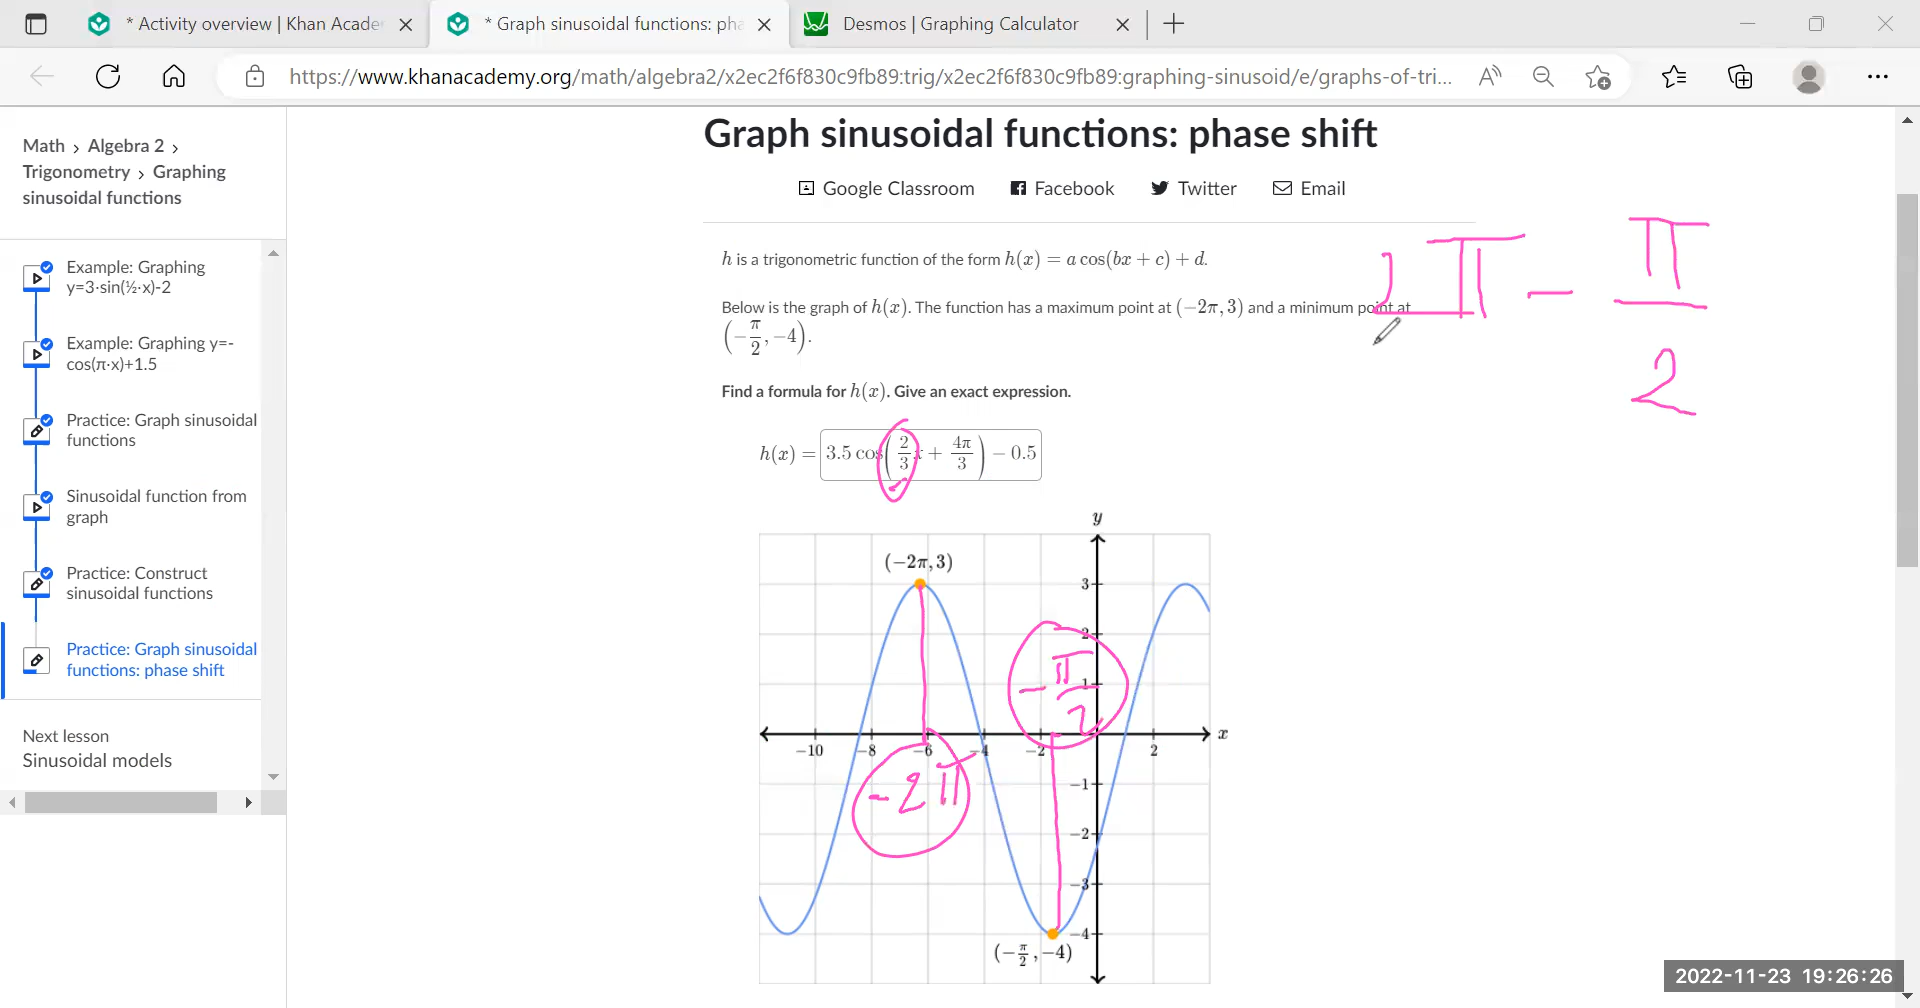 * Activity overview | Khan Acade
* Graph sinusoidal functions: pha
Desmos | Graphing Calculator
https://www.khanacademy.org/math/algebra2/x2ec2f6f830c9fb89:trig/x2ec2f6f830c9fb89:graphing-sinusoid/e/graphs-of-tri...
Math › Algebra 2 ›
Trigonometry › Graphing
sinusoidal functions
Example: Graphing
y=3·sin(½·x)-2
Example: Graphing y=-
cos(π·x)+1.5
Practice: Graph sinusoidal
functions
Sinusoidal function from
graph
Practice: Construct
sinusoidal functions
Practice: Graph sinusoidal
functions: phase shift
Next lesson
Sinusoidal models
Graph sinusoidal functions: phase shift
Google Classroom Facebook Twitter Email
h is a trigonometric function of the form h(x) = a cos(bx + c) + d.
Below is the graph of h(x). The function has a maximum point at (−2π, 3) and a minimum point at
(−π/2, −4).
Find a formula for h(x). Give an exact expression.
h(x) = 3.5 cos(2/3 x + 4π/3) − 0.5
2π − π/2
y
(−2π, 3)
3
2
1
−π/2
x
−10 −8 −6 −4 −2 2
−2π
−1
−2
−3
−4
(−π/2, −4)
2022-11-23 19:26:26